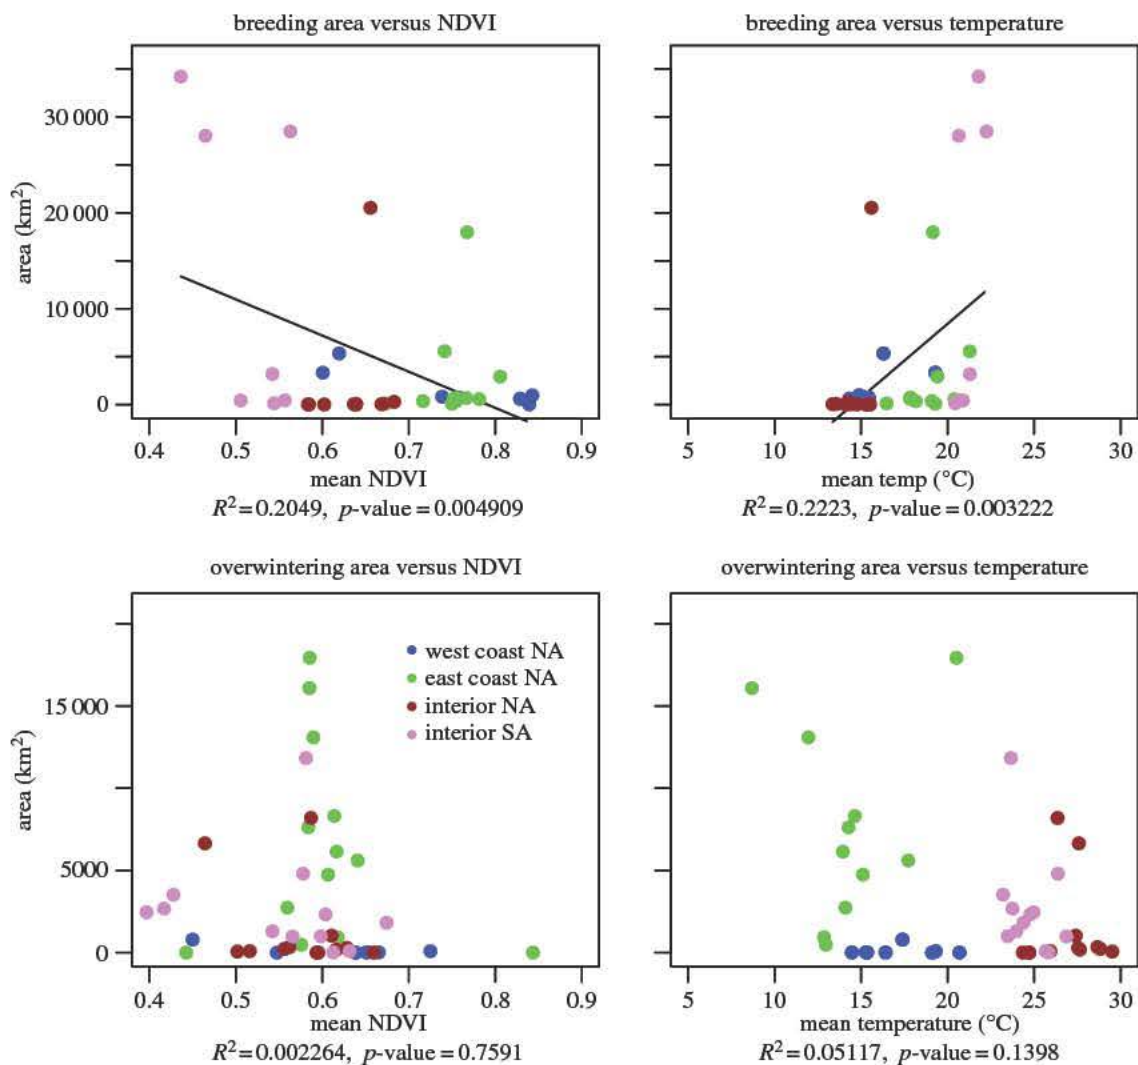 breeding area versus NDVI
breeding area versus temperature
area (km²)
30 000
20 000
10 000
0
0.4 0.5 0.6 0.7 0.8 0.9
mean NDVI
R² = 0.2049, p-value = 0.004909
5 10 15 20 25 30
mean temp (°C)
R² = 0.2223, p-value = 0.003222
overwintering area versus NDVI
overwintering area versus temperature
area (km²)
15 000
5000
0
west coast NA
east coast NA
interior NA
interior SA
0.4 0.5 0.6 0.7 0.8 0.9
mean NDVI
R² = 0.002264, p-value = 0.7591
5 10 15 20 25 30
mean temperature (°C)
R² = 0.05117, p-value = 0.1398